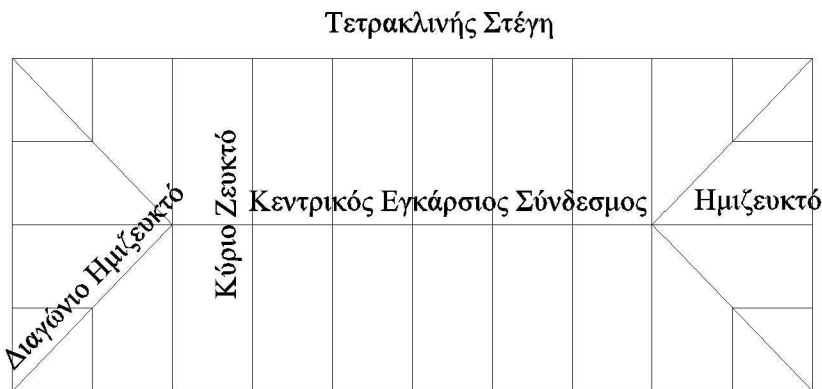 Τετρακλινής Στέγη
Διαγώνιο Ημιζευκτό
Κύριο Ζευκτό
Κεντρικός Εγκάρσιος Σύνδεσμος
Ημιζευκτό